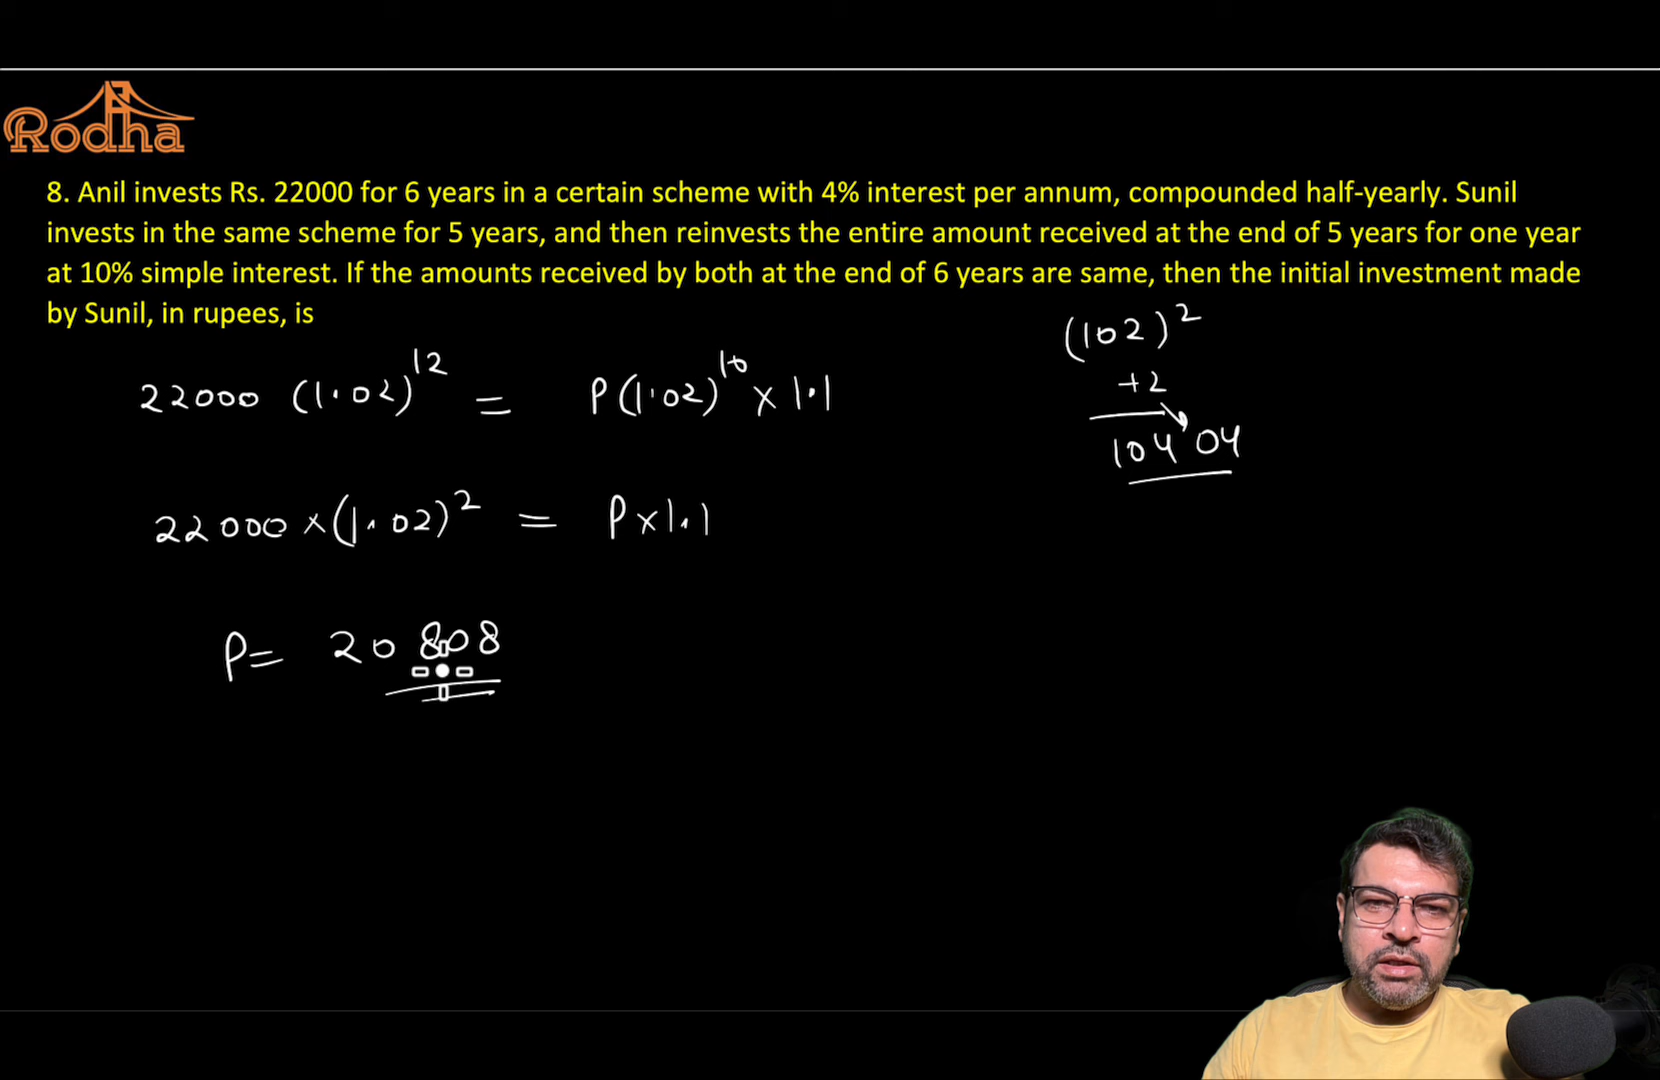 Rodha
8. Anil invests Rs. 22000 for 6 years in a certain scheme with 4% interest per annum, compounded half-yearly. Sunil
invests in the same scheme for 5 years, and then reinvests the entire amount received at the end of 5 years for one year
at 10% simple interest. If the amounts received by both at the end of 6 years are same, then the initial investment made
by Sunil, in rupees, is
(102)²
+2
104'04
22000 (1.02)¹² = P(1.02)¹⁰ × 1.1
22000 × (1.02)² = P×1.1
P= 20808